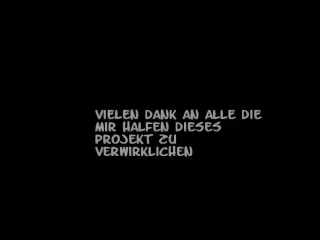 VIELEN DANK AN ALLE DIE
MIR HALFEN DIESES
PROJEKT ZU
VERWIRKLICHEN